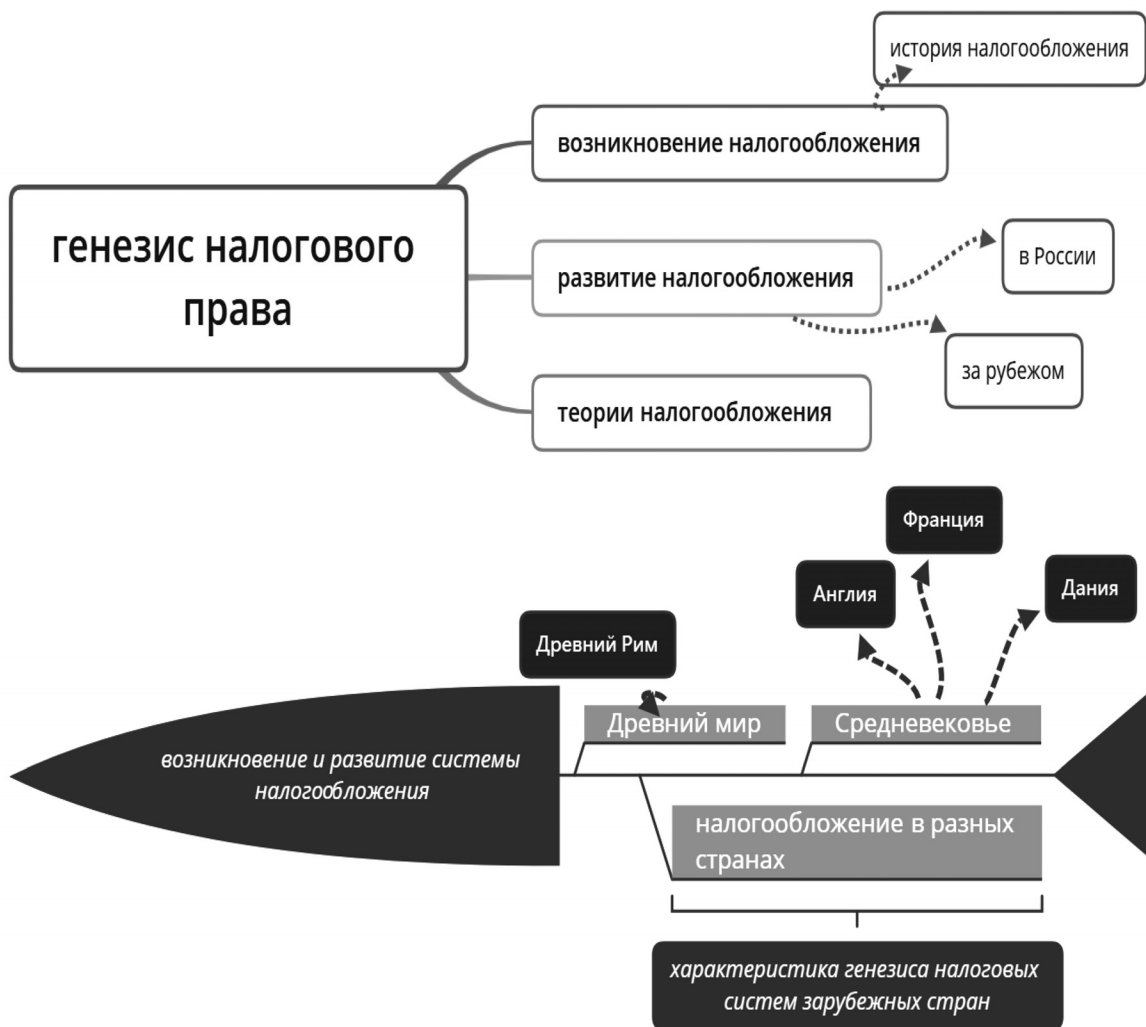 история налогообложения
возникновение налогообложения
генезис налогового
права
развитие налогообложения
в России
за рубежом
теории налогообложения
Франция
Англия
Дания
Древний Рим
Древний мир
Средневековье
возникновение и развитие системы
налогообложения
налогообложение в разных
странах
характеристика генезиса налоговых
систем зарубежных стран